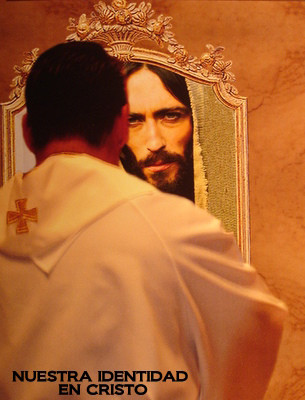 NUESTRA IDENTIDAD
EN CRISTO